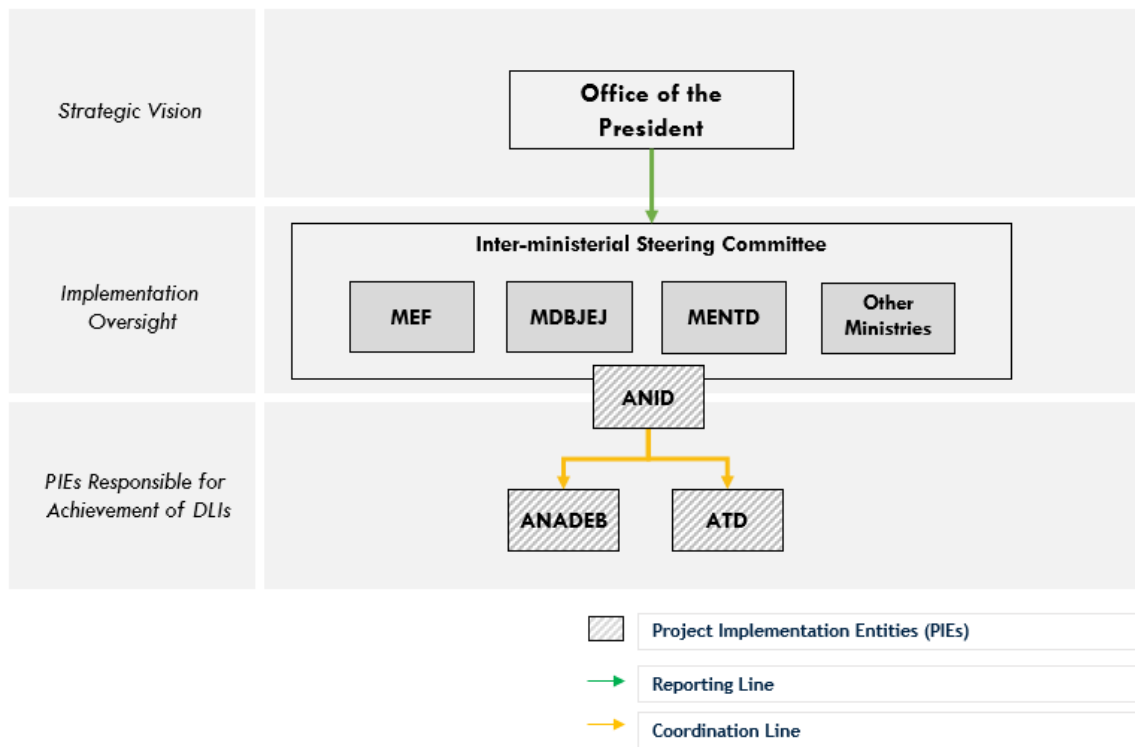 Strategic Vision
Office of the
President
Implementation
Oversight
Inter-ministerial Steering Committee
MEF
MDBJEJ
MENTD
Other
Ministries
ANID
PIEs Responsible for
Achievement of DLIs
ANADEB
ATD
Project Implementation Entities (PIEs)
Reporting Line
Coordination Line